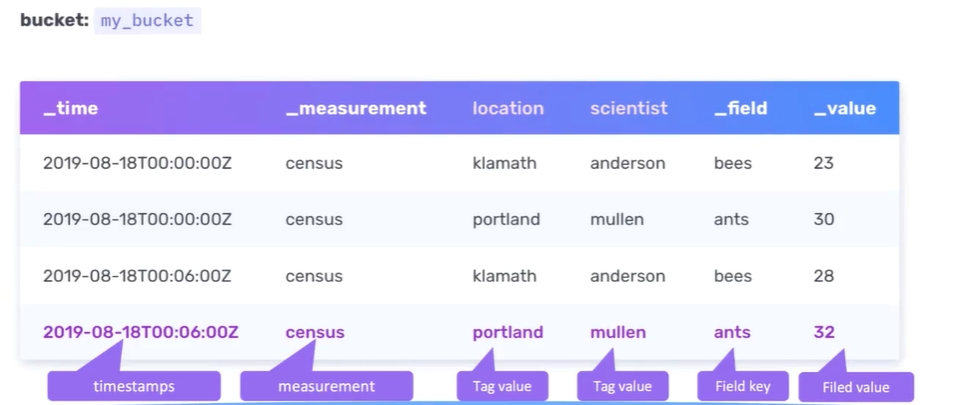 bucket: my_bucket
_time _measurement location scientist _field _value
2019-08-18T00:00:00Z census klamath anderson bees 23
2019-08-18T00:00:00Z census portland mullen ants 30
2019-08-18T00:06:00Z census klamath anderson bees 28
2019-08-18T00:06:00Z census portland mullen ants 32
timestamps measurement Tag value Tag value Field key Filed value